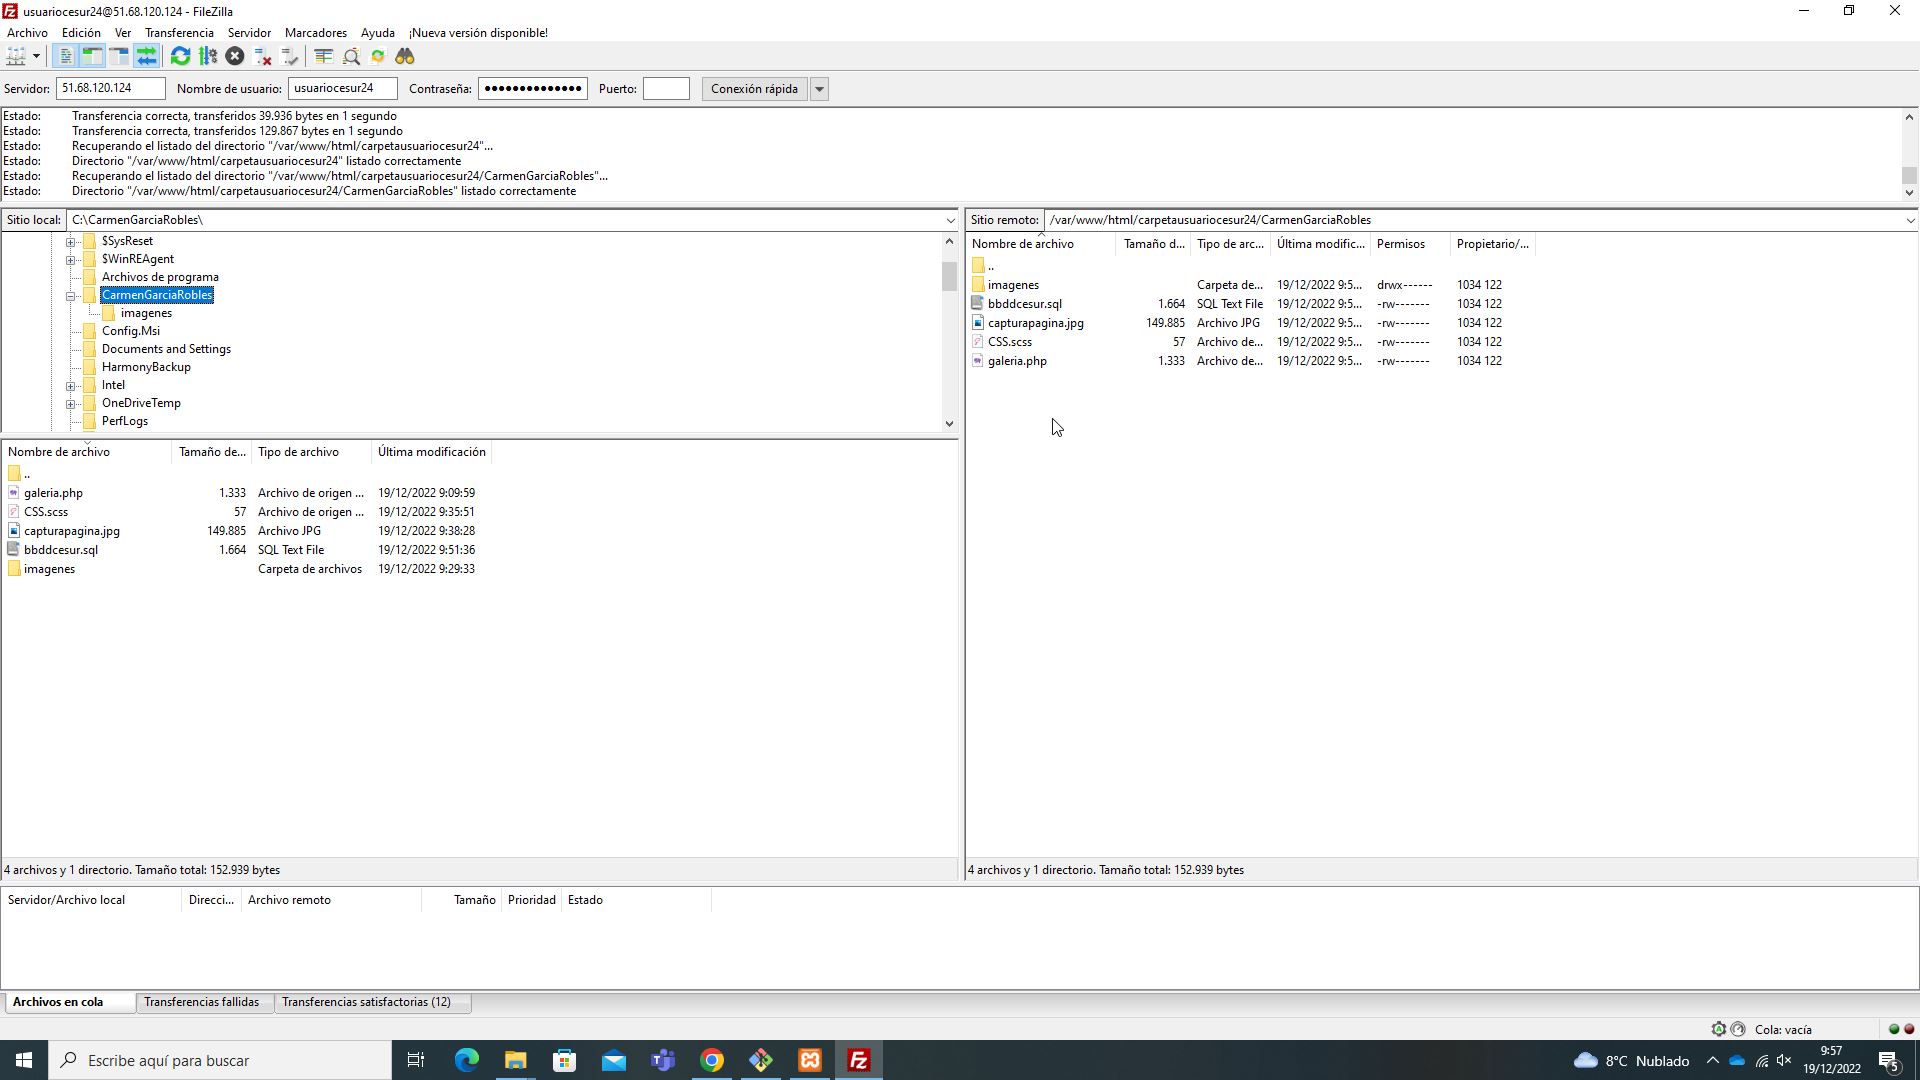 usuariocesur24@51.68.120.124 - FileZilla
Archivo Edición Ver Transferencia Servidor Marcadores Ayuda ¡Nueva versión disponible!
Servidor: 51.68.120.124 Nombre de usuario: usuariocesur24 Contraseña: ●●●●●●●●●●●●●● Puerto: Conexión rápida
Estado: Transferencia correcta, transferidos 39.936 bytes en 1 segundo
Estado: Transferencia correcta, transferidos 129.867 bytes en 1 segundo
Estado: Recuperando el listado del directorio "/var/www/html/carpetausuariocesur24"...
Estado: Directorio "/var/www/html/carpetausuariocesur24" listado correctamente
Estado: Recuperando el listado del directorio "/var/www/html/carpetausuariocesur24/CarmenGarciaRobles"...
Estado: Directorio "/var/www/html/carpetausuariocesur24/CarmenGarciaRobles" listado correctamente
Sitio local: C:\CarmenGarciaRobles\
$SysReset
$WinREAgent
Archivos de programa
CarmenGarciaRobles
imagenes
Config.Msi
Documents and Settings
HarmonyBackup
Intel
OneDriveTemp
PerfLogs
Nombre de archivo Tamaño de... Tipo de archivo Última modificación
..
galeria.php 1.333 Archivo de origen ... 19/12/2022 9:09:59
CSS.scss 57 Archivo de origen ... 19/12/2022 9:35:51
capturapagina.jpg 149.885 Archivo JPG 19/12/2022 9:38:28
bbddcesur.sql 1.664 SQL Text File 19/12/2022 9:51:36
imagenes Carpeta de archivos 19/12/2022 9:29:33
4 archivos y 1 directorio. Tamaño total: 152.939 bytes
Sitio remoto: /var/www/html/carpetausuariocesur24/CarmenGarciaRobles
Nombre de archivo Tamaño d... Tipo de arc... Última modific... Permisos Propietario/...
..
imagenes Carpeta de... 19/12/2022 9:5... drwx------ 1034 122
bbddcesur.sql 1.664 SQL Text File 19/12/2022 9:5... -rw------- 1034 122
capturapagina.jpg 149.885 Archivo JPG 19/12/2022 9:5... -rw------- 1034 122
CSS.scss 57 Archivo de... 19/12/2022 9:5... -rw------- 1034 122
galeria.php 1.333 Archivo de... 19/12/2022 9:5... -rw------- 1034 122
4 archivos y 1 directorio. Tamaño total: 152.939 bytes
Servidor/Archivo local Direcci... Archivo remoto Tamaño Prioridad Estado
Archivos en cola Transferencias fallidas Transferencias satisfactorias (12)
Cola: vacía
Escribe aquí para buscar
8°C Nublado
9:57
19/12/2022
5